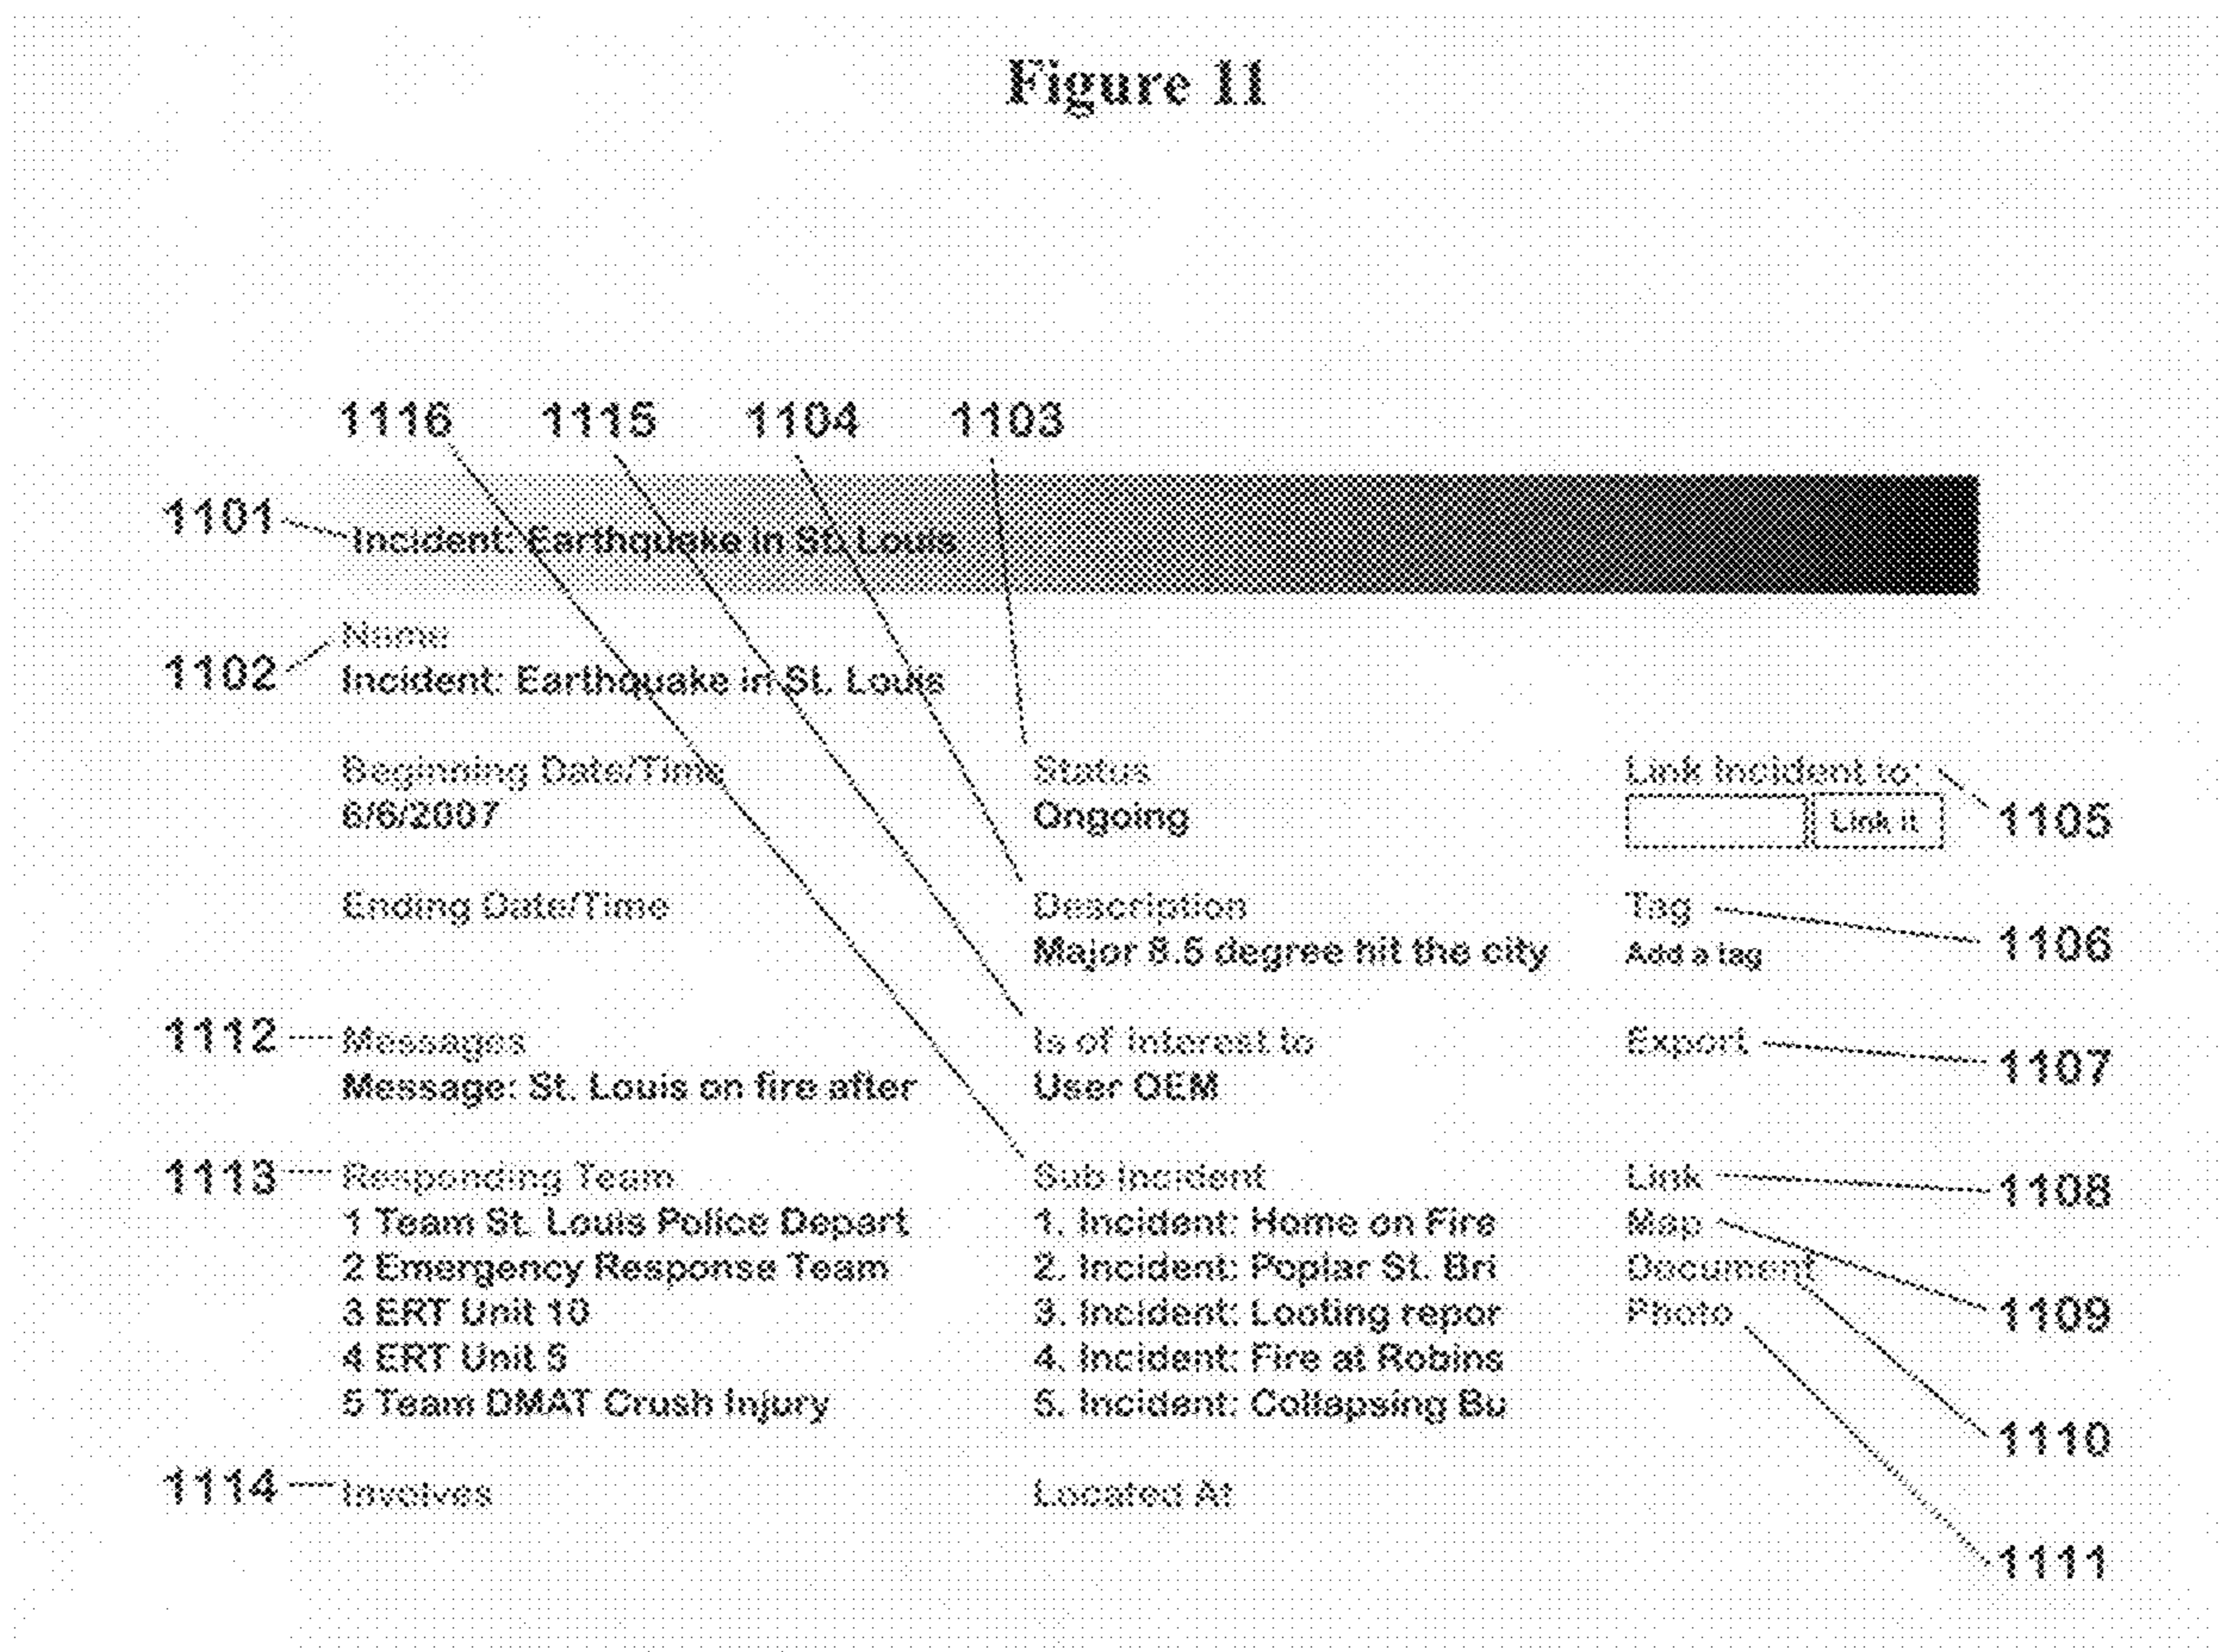 Figure 11
1116 1115 1104 1103
1101 Incident: Earthquake in St. Louis
Name
1102 Incident: Earthquake in St. Louis
Beginning Date/Time Status Link Incident to:
6/6/2007 Ongoing Link it 1105
Ending Date/Time Description Tag
Major 8.5 degree hit the city Add a tag 1106
1112 Messages Is of interest to Export 1107
Message: St. Louis on fire after User OEM
1113 Responding Team Sub incident Link 1108
1 Team St. Louis Police Depart 1. Incident: Home on Fire Map
2 Emergency Response Team 2. Incident: Poplar St. Bri Document
3 ERT Unit 10 3. Incident: Looting repor Photo 1109
4 ERT Unit 5 4. Incident: Fire at Robins
5 Team DMAT Crush Injury 5. Incident: Collapsing Bu
1110
1114 Involves Located At
1111